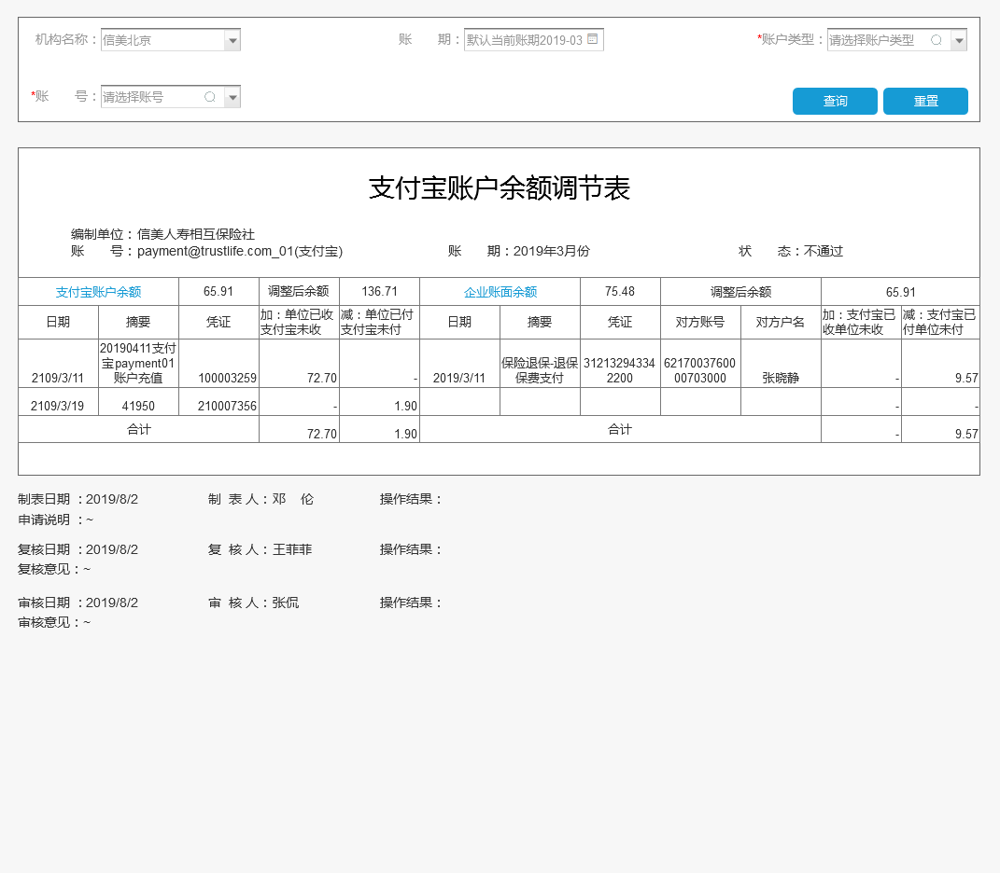 机构名称：信美北京 账 期：默认当前账期2019-03 *账户类型：请选择账户类型
*账 号：请选择账号 查询 重置
支付宝账户余额调节表
编制单位：信美人寿相互保险社
账 号：payment@trustlife.com_01(支付宝) 账 期：2019年3月份 状 态：不通过
支付宝账户余额 65.91 调整后余额 136.71 企业账面余额 75.48 调整后余额 65.91
日期 摘要 凭证 加：单位已收支付宝未收 减：单位已付支付宝未付 日期 摘要 凭证 对方账号 对方户名 加：支付宝已收单位未收 减：支付宝已付单位未付
2109/3/11 20190411支付宝payment01账户充值 100003259 72.70 - 2019/3/11 保险退保-退保保费支付 312132943342200 6217003760000703000 张晓静 - 9.57
2109/3/19 41950 210007356 - 1.90 - -
合计 72.70 1.90 合计 - 9.57
制表日期 ：2019/8/2 制 表 人：邓 伦 操作结果：
申请说明 ：~
复核日期 ：2019/8/2 复 核 人：王菲菲 操作结果：
复核意见：~
审核日期 ：2019/8/2 审 核 人：张侃 操作结果：
审核意见：~